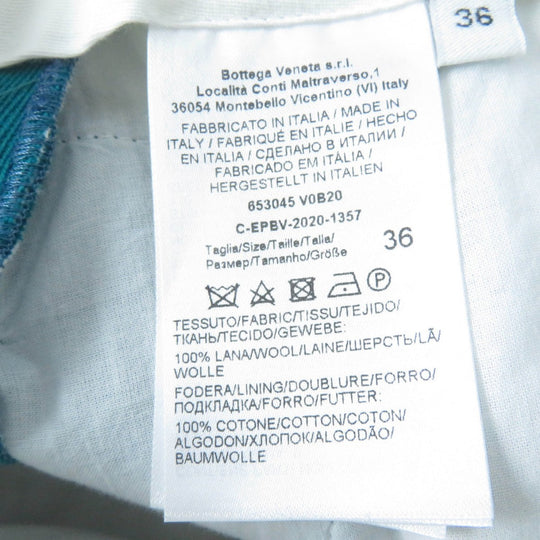 36
Bottega Veneta s.r.l.
Località Conti Maltraverso,1
36054 Montebello Vicentino (VI) Italy
FABBRICATO IN ITALIA / MADE IN
ITALY / FABRIQUÉ EN ITALIE / HECHO
EN ITALIA / СДЕЛАНО В ИТАЛИИ /
FABRICADO EM ITÀLIA /
HERGESTELLT IN ITALIEN
653045 V0B20
C-EPBV-2020-1357
Taglia/Size/Taille/Talla/
Размер/Tamanho/Größe
36
P
TESSUTO/FABRIC/TISSU/TEJIDO/
ТКАНЬ/TECIDO/GEWEBE:
100% LANA/WOOL/LAINE/ШЕРСТЬ/LÃ/
WOLLE
FODERA/LINING/DOUBLURE/FORRO/
ПОДКЛАДКА/FORRO/FUTTER:
100% COTONE/COTTON/COTON/
ALGODON/ХЛОПОК/ALGODÃO/
BAUMWOLLE